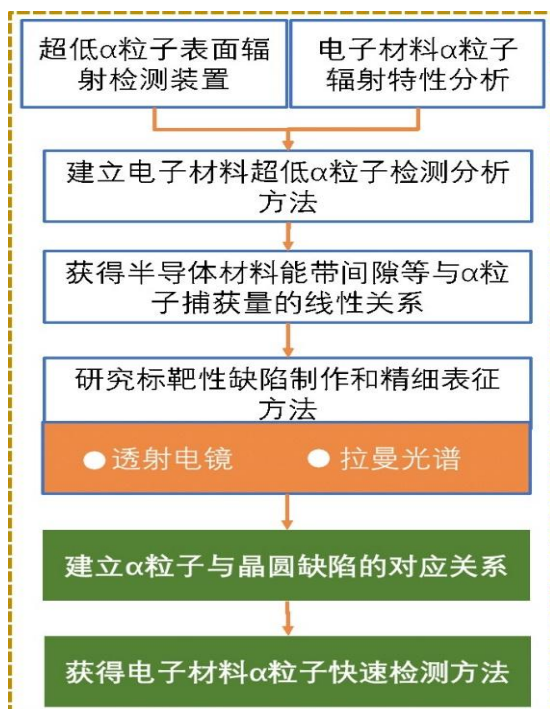 超低α粒子表面辐
射检测装置
电子材料α粒子
辐射特性分析
建立电子材料超低α粒子检测分析
方法
获得半导体材料能带间隙等与α粒
子捕获量的线性关系
研究标靶性缺陷制作和精细表征
方法
●透射电镜
●拉曼光谱
建立α粒子与晶圆缺陷的对应关系
获得电子材料α粒子快速检测方法